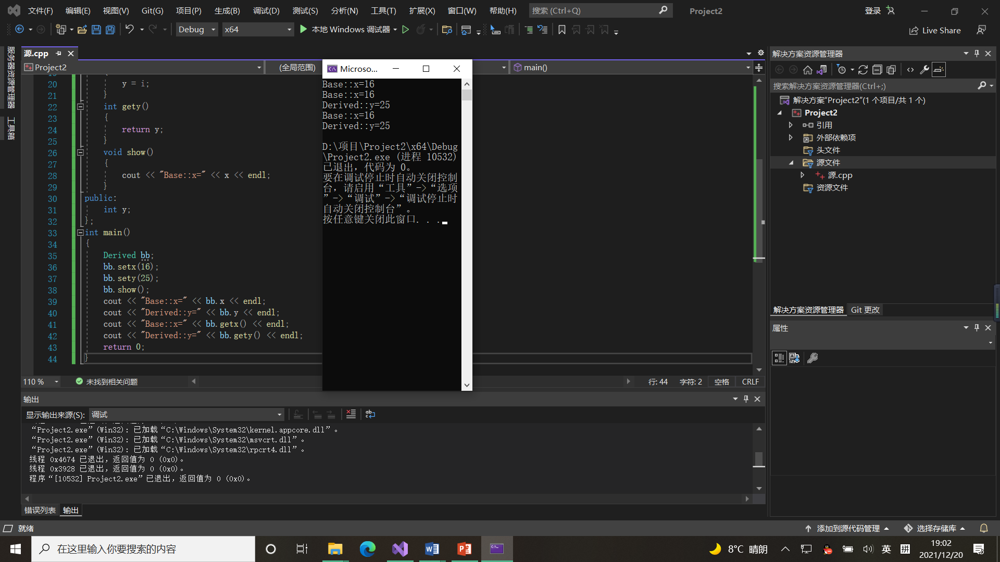 文件(F) 编辑(E) 视图(V) Git(G) 项目(P) 生成(B) 调试(D) 测试(S) 分析(N) 工具(T) 扩展(X) 窗口(W) 帮助(H) 搜索 (Ctrl+Q) Project2 登录
Debug x64 本地 Windows 调试器 Live Share
服务器资源管理器
工具箱
源.cpp
Project2 (全局范围) main()
20 y = i;
21 }
22 int gety()
23 {
24 return y;
25 }
26 void show()
27 {
28 cout << "Base::x=" << x << endl;
29 }
30 public:
31 int y;
32 };
33 int main()
34 {
35 Derived bb;
36 bb.setx(16);
37 bb.sety(25);
38 bb.show();
39 cout << "Base::x=" << bb.x << endl;
40 cout << "Derived::y=" << bb.y << endl;
41 cout << "Base::x=" << bb.getx() << endl;
42 cout << "Derived::y=" << bb.gety() << endl;
43 return 0;
44 }
110 % 未找到相关问题 行: 44 字符: 2 空格 CRLF
Microso...
Base::x=16
Base::x=16
Derived::y=25
Base::x=16
Derived::y=25
D:\项目\Project2\x64\Debug
\Project2.exe (进程 10532)
已退出，代码为 0。
要在调试停止时自动关闭控制
台，请启用“工具”->“选项
”->“调试”->“调试停止时
自动关闭控制台”。
按任意键关闭此窗口. . .
输出
显示输出来源(S): 调试
“Project2.exe”(Win32): 已加载“C:\Windows\System32\kernel.appcore.dll”。
“Project2.exe”(Win32): 已加载“C:\Windows\System32\msvcrt.dll”。
“Project2.exe”(Win32): 已加载“C:\Windows\System32\rpcrt4.dll”。
线程 0x4674 已退出，返回值为 0 (0x0)。
线程 0x3928 已退出，返回值为 0 (0x0)。
程序“[10532] Project2.exe”已退出，返回值为 0 (0x0)。
错误列表 输出
解决方案资源管理器
搜索解决方案资源管理器(Ctrl+;)
解决方案“Project2”(1 个项目/共 1 个)
Project2
引用
外部依赖项
头文件
源文件
源.cpp
资源文件
解决方案资源管理器 Git 更改
属性
就绪 添加到源代码管理 选择存储库
在这里输入你要搜索的内容 8°C 晴朗 英 拼 19:02
2021/12/20